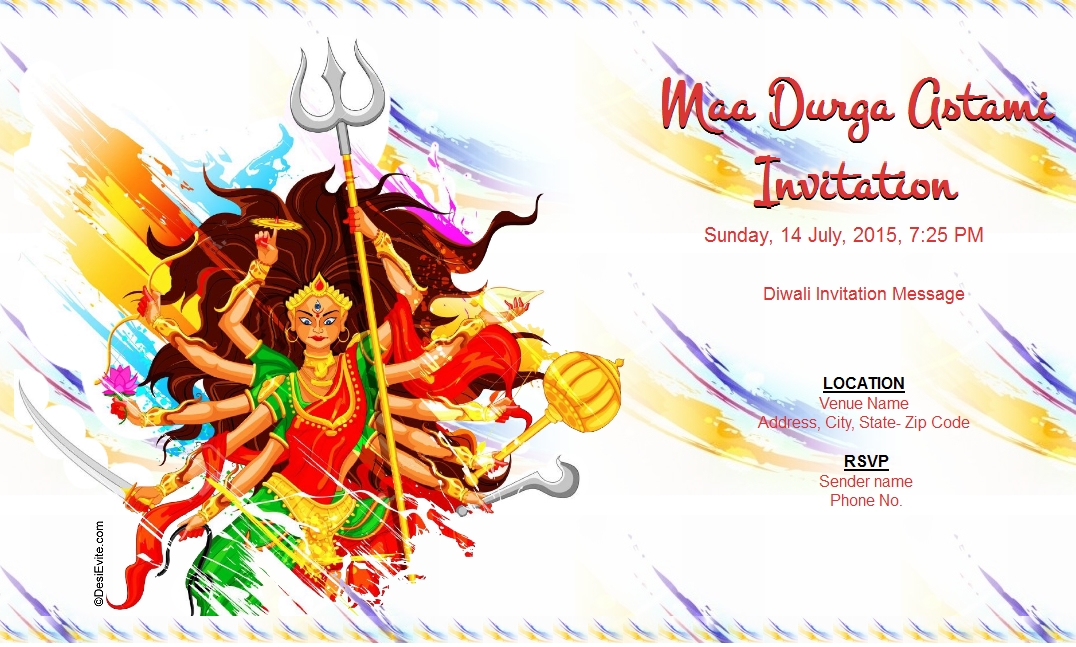 Maa Durga Astami
Invitation
Sunday, 14 July, 2015, 7:25 PM
Diwali Invitation Message
LOCATION
Venue Name
Address, City, State- Zip Code
RSVP
Sender name
Phone No.
©DesiEvite.com